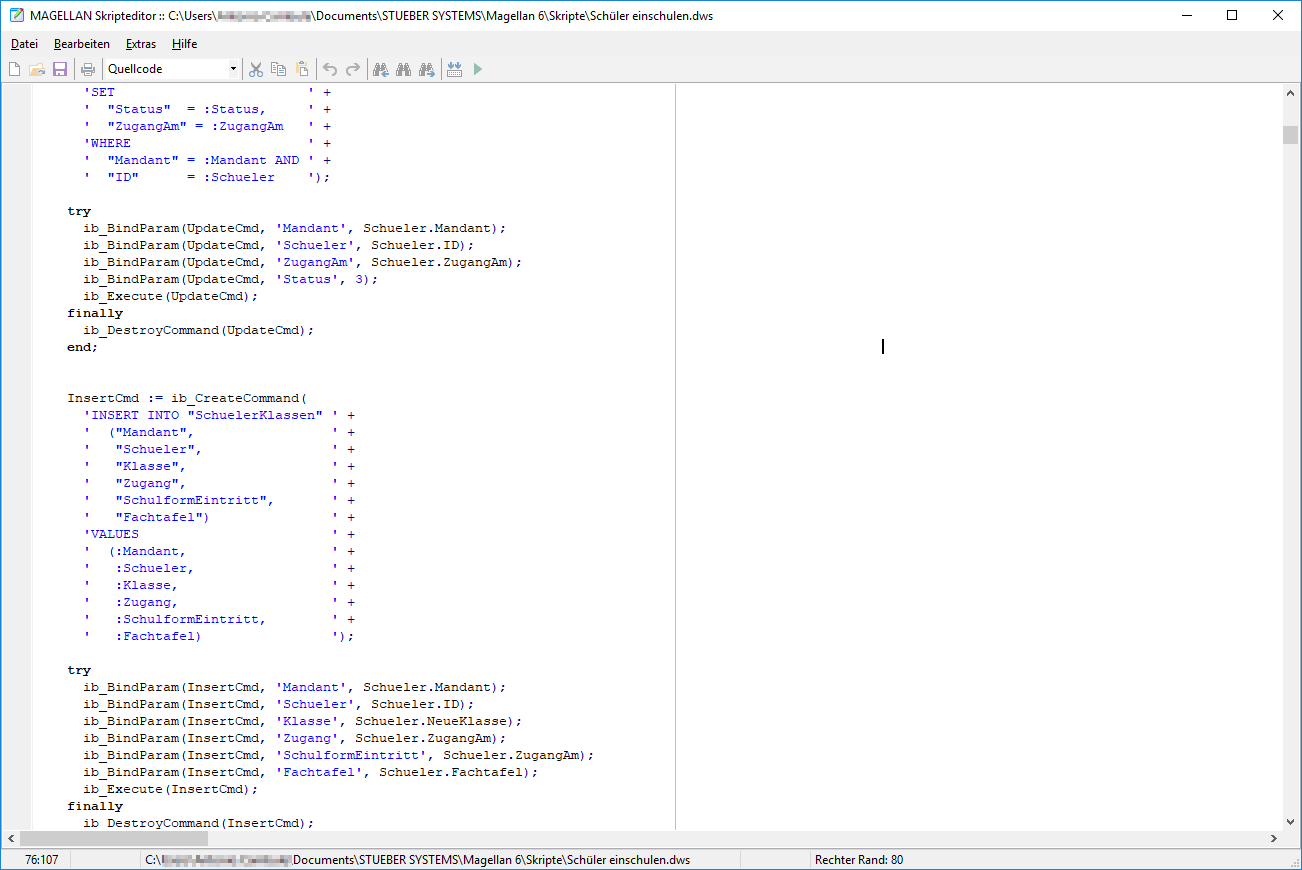 MAGELLAN Skripteditor :: C:\Users\ \Documents\STUEBER SYSTEMS\Magellan 6\Skripte\Schüler einschulen.dws
Datei Bearbeiten Extras Hilfe
Quellcode
'SET ' +
' "Status" = :Status, ' +
' "ZugangAm" = :ZugangAm ' +
'WHERE ' +
' "Mandant" = :Mandant AND ' +
' "ID" = :Schueler ');
try
ib_BindParam(UpdateCmd, 'Mandant', Schueler.Mandant);
ib_BindParam(UpdateCmd, 'Schueler', Schueler.ID);
ib_BindParam(UpdateCmd, 'ZugangAm', Schueler.ZugangAm);
ib_BindParam(UpdateCmd, 'Status', 3);
ib_Execute(UpdateCmd);
finally
ib_DestroyCommand(UpdateCmd);
end;
InsertCmd := ib_CreateCommand(
'INSERT INTO "SchuelerKlassen" ' +
' ("Mandant", ' +
' "Schueler", ' +
' "Klasse", ' +
' "Zugang", ' +
' "SchulformEintritt", ' +
' "Fachtafel") ' +
'VALUES ' +
' (:Mandant, ' +
' :Schueler, ' +
' :Klasse, ' +
' :Zugang, ' +
' :SchulformEintritt, ' +
' :Fachtafel) ');
try
ib_BindParam(InsertCmd, 'Mandant', Schueler.Mandant);
ib_BindParam(InsertCmd, 'Schueler', Schueler.ID);
ib_BindParam(InsertCmd, 'Klasse', Schueler.NeueKlasse);
ib_BindParam(InsertCmd, 'Zugang', Schueler.ZugangAm);
ib_BindParam(InsertCmd, 'SchulformEintritt', Schueler.ZugangAm);
ib_BindParam(InsertCmd, 'Fachtafel', Schueler.Fachtafel);
ib_Execute(InsertCmd);
finally
ib_DestroyCommand(InsertCmd);
76:107 C:\ Documents\STUEBER SYSTEMS\Magellan 6\Skripte\Schüler einschulen.dws Rechter Rand: 80